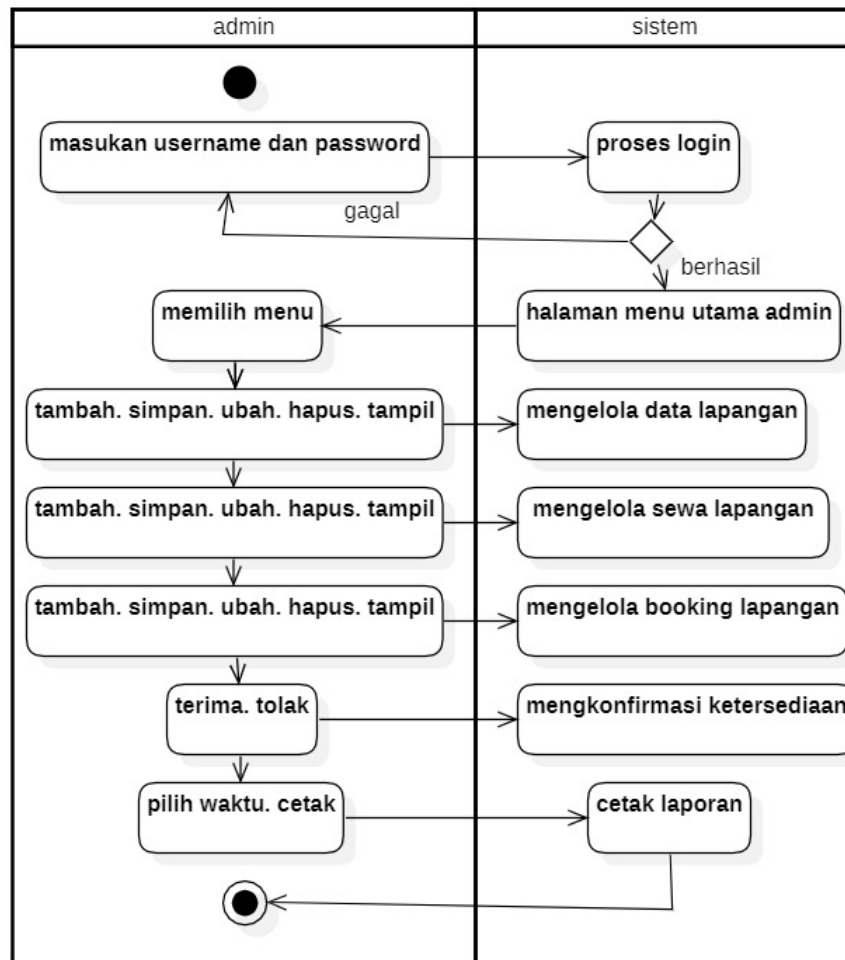 admin
sistem
masukan username dan password
proses login
gagal
berhasil
memilih menu
halaman menu utama admin
tambah. simpan. ubah. hapus. tampil
mengelola data lapangan
tambah. simpan. ubah. hapus. tampil
mengelola sewa lapangan
tambah. simpan. ubah. hapus. tampil
mengelola booking lapangan
terima. tolak
mengkonfirmasi ketersediaan
pilih waktu. cetak
cetak laporan